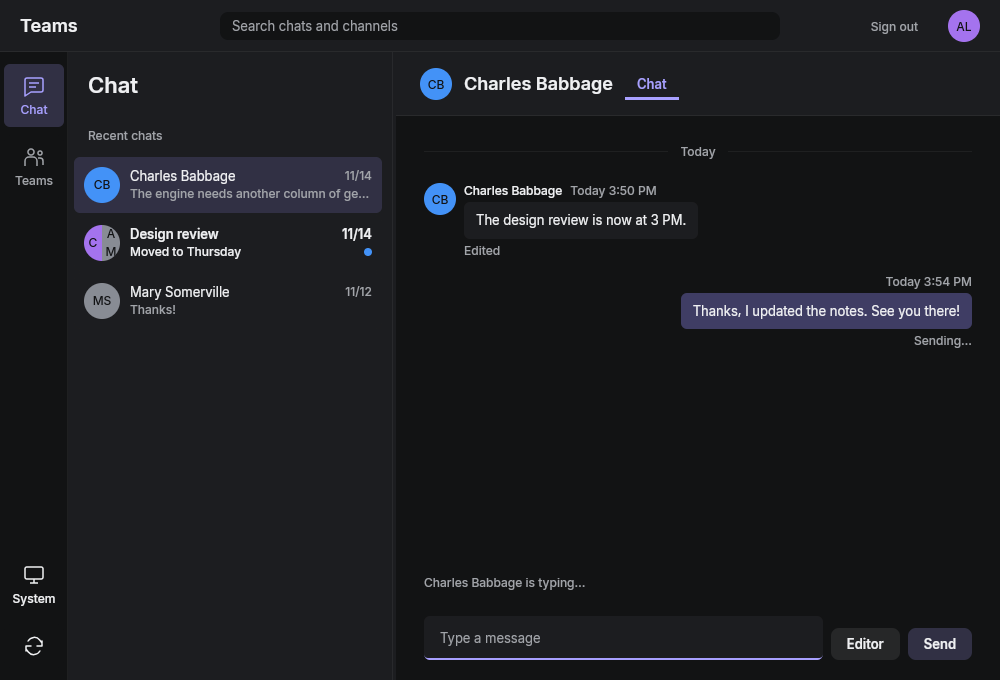 Teams
Search chats and channels
Sign out
AL
Chat
Teams
System
Chat
Recent chats
CB
Charles Babbage
11/14
The engine needs another column of ge...
C
A
M
Design review
11/14
Moved to Thursday
MS
Mary Somerville
11/12
Thanks!
CB
Charles Babbage
Chat
Today
CB
Charles Babbage Today 3:50 PM
The design review is now at 3 PM.
Edited
Today 3:54 PM
Thanks, I updated the notes. See you there!
Sending...
Charles Babbage is typing...
Type a message
Editor
Send